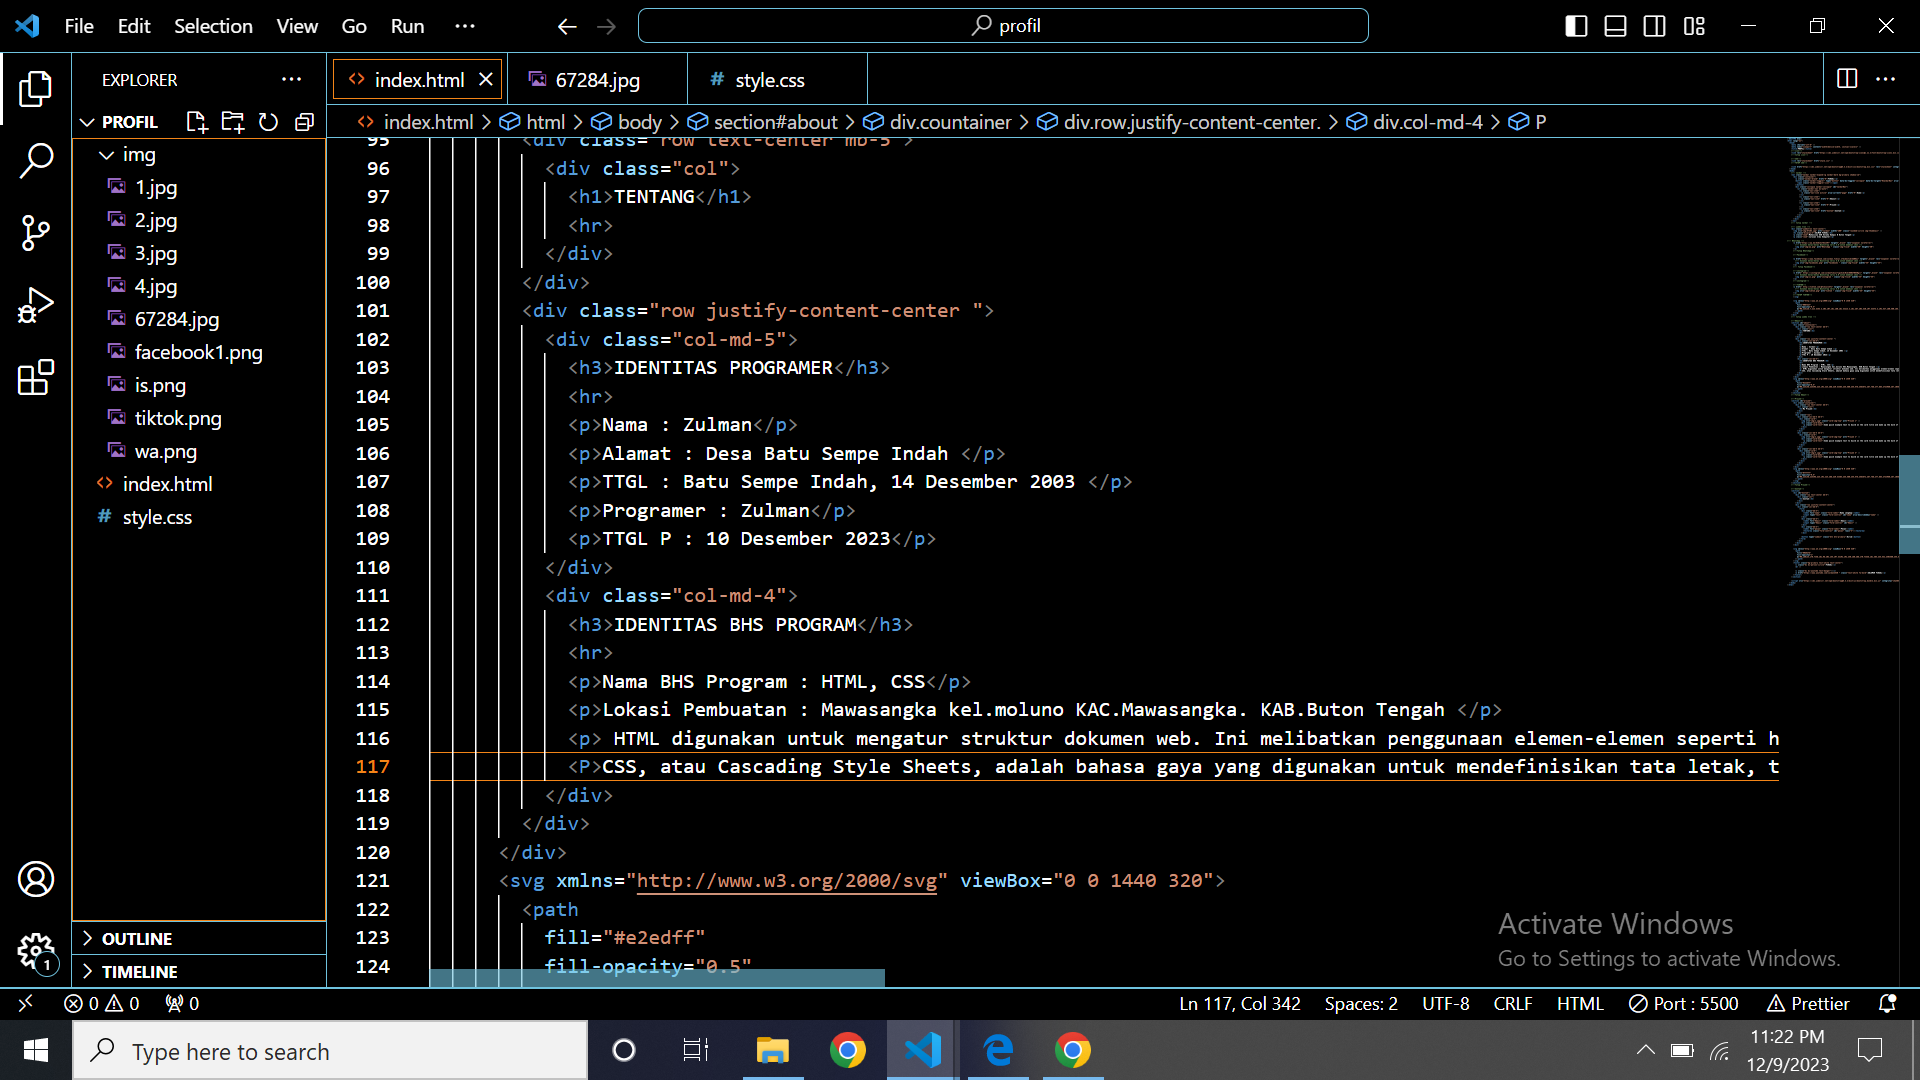 File Edit Selection View Go Run ···
profil
EXPLORER ···
index.html
67284.jpg
# style.css
PROFIL
index.html > html > body > section#about > div.countainer > div.row.justify-content-center. > div.col-md-4 > P
img
1.jpg
2.jpg
3.jpg
4.jpg
67284.jpg
facebook1.png
is.png
tiktok.png
wa.png
index.html
# style.css
OUTLINE
TIMELINE
95 <div class="row text-center mb-5">
96 <div class="col">
97 <h1>TENTANG</h1>
98 <hr>
99 </div>
100 </div>
101 <div class="row justify-content-center ">
102 <div class="col-md-5">
103 <h3>IDENTITAS PROGRAMER</h3>
104 <hr>
105 <p>Nama : Zulman</p>
106 <p>Alamat : Desa Batu Sempe Indah </p>
107 <p>TTGL : Batu Sempe Indah, 14 Desember 2003 </p>
108 <p>Programer : Zulman</p>
109 <p>TTGL P : 10 Desember 2023</p>
110 </div>
111 <div class="col-md-4">
112 <h3>IDENTITAS BHS PROGRAM</h3>
113 <hr>
114 <p>Nama BHS Program : HTML, CSS</p>
115 <p>Lokasi Pembuatan : Mawasangka kel.moluno KAC.Mawasangka. KAB.Buton Tengah </p>
116 <p> HTML digunakan untuk mengatur struktur dokumen web. Ini melibatkan penggunaan elemen-elemen seperti h
117 <P>CSS, atau Cascading Style Sheets, adalah bahasa gaya yang digunakan untuk mendefinisikan tata letak, t
118 </div>
119 </div>
120 </div>
121 <svg xmlns="http://www.w3.org/2000/svg" viewBox="0 0 1440 320">
122 <path
123 fill="#e2edff"
124 fill-opacity="0.5"
Activate Windows
Go to Settings to activate Windows.
1
0 0 0
Ln 117, Col 342 Spaces: 2 UTF-8 CRLF HTML Port : 5500 Prettier
Type here to search
11:22 PM
12/9/2023